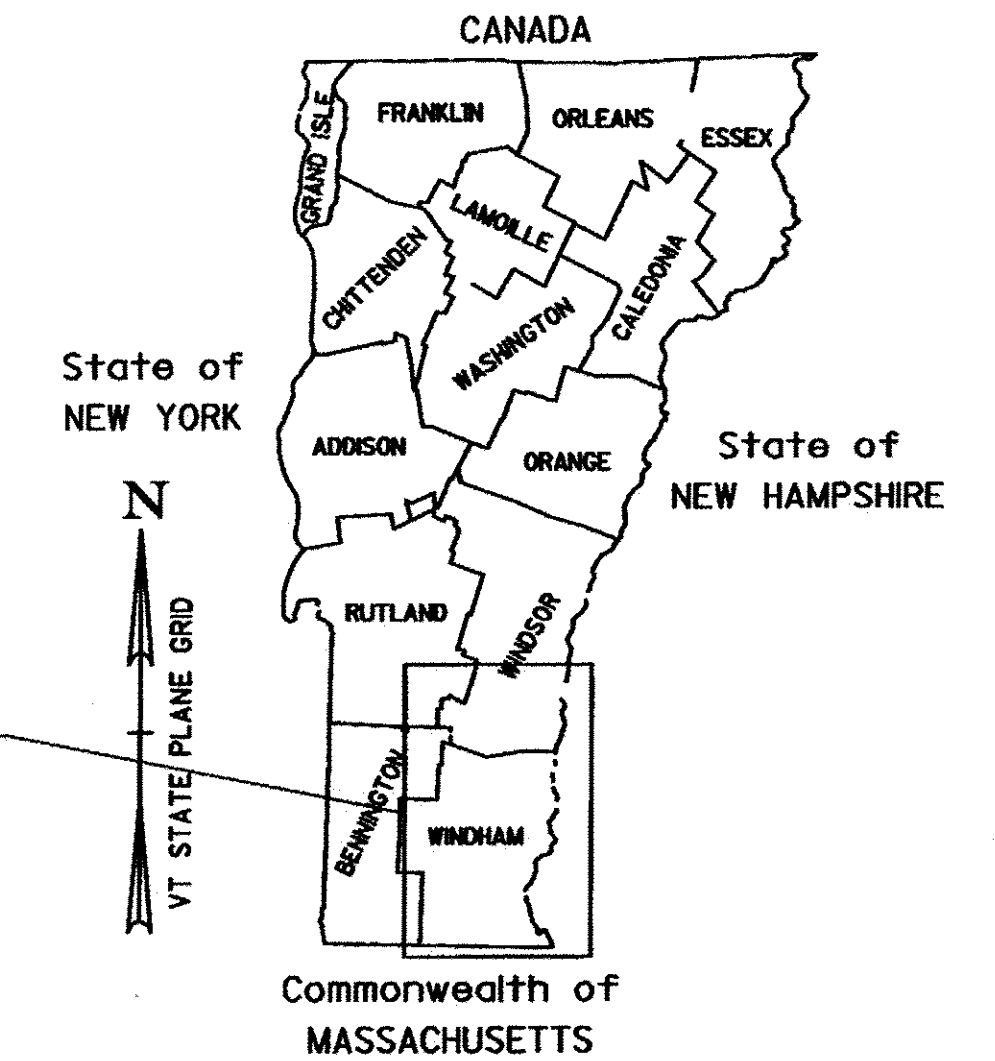 CANADA
FRANKLIN
ORLEANS
ESSEX
GRAND ISLE
LAMOILLE
CHITTENDEN
CALEDONIA
WASHINGTON
State of
NEW YORK
ADDISON
ORANGE
State of
NEW HAMPSHIRE
N
VT STATE PLANE GRID
RUTLAND
WINDSOR
BENNINGTON
WINDHAM
Commonwealth of
MASSACHUSETTS